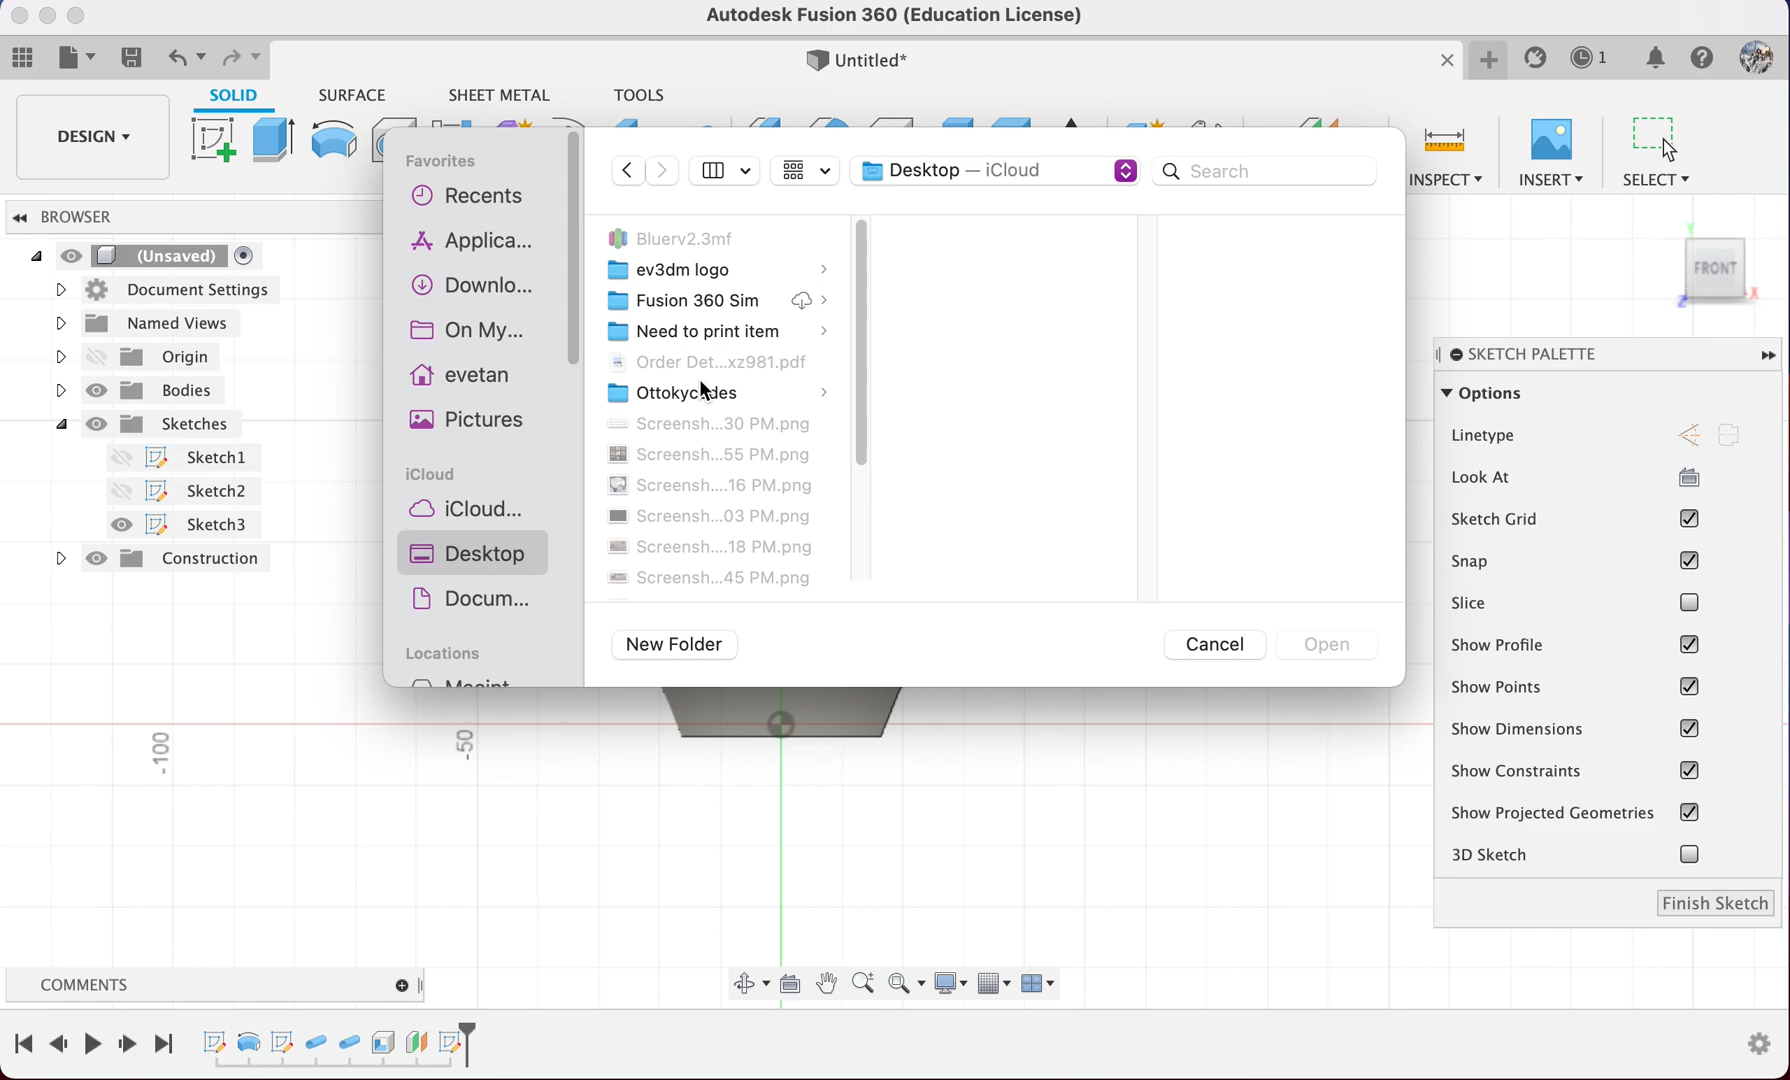 Autodesk Fusion 360 (Education License)
Untitled*
1
SOLID
SURFACE
SHEET METAL
TOOLS
DESIGN
INSPECT
INSERT
SELECT
BROWSER
(Unsaved)
Document Settings
Named Views
Origin
Bodies
Sketches
Sketch1
Sketch2
Sketch3
Construction
Favorites
Recents
Applica...
Downlo...
On My...
evetan
Pictures
iCloud
iCloud...
Desktop
Docum...
Locations
Desktop — iCloud
Search
Bluerv2.3mf
ev3dm logo
Fusion 360 Sim
Need to print item
Order Det...xz981.pdf
Screensh...30 PM.png
Screensh...55 PM.png
Screensh....16 PM.png
Screensh...03 PM.png
Screensh....18 PM.png
Screensh...45 PM.png
New Folder
Cancel
Open
FRONT
Y
X
Z
SKETCH PALETTE
Options
Linetype
Look At
Sketch Grid
Snap
Slice
Show Profile
Show Points
Show Dimensions
Show Constraints
Show Projected Geometries
3D Sketch
Finish Sketch
-100
-50
COMMENTS